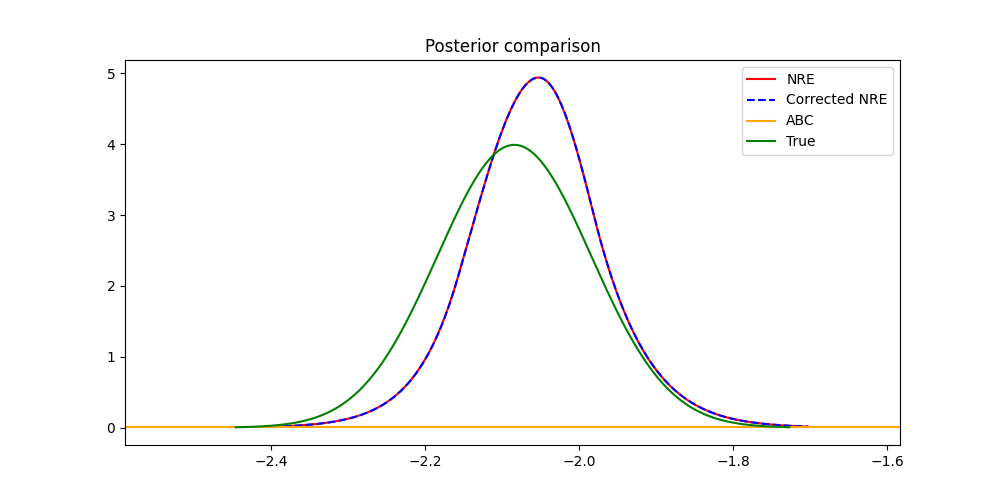 Posterior comparison
NRE
Corrected NRE
ABC
True
5
4
3
2
1
0
−2.4 −2.2 −2.0 −1.8 −1.6